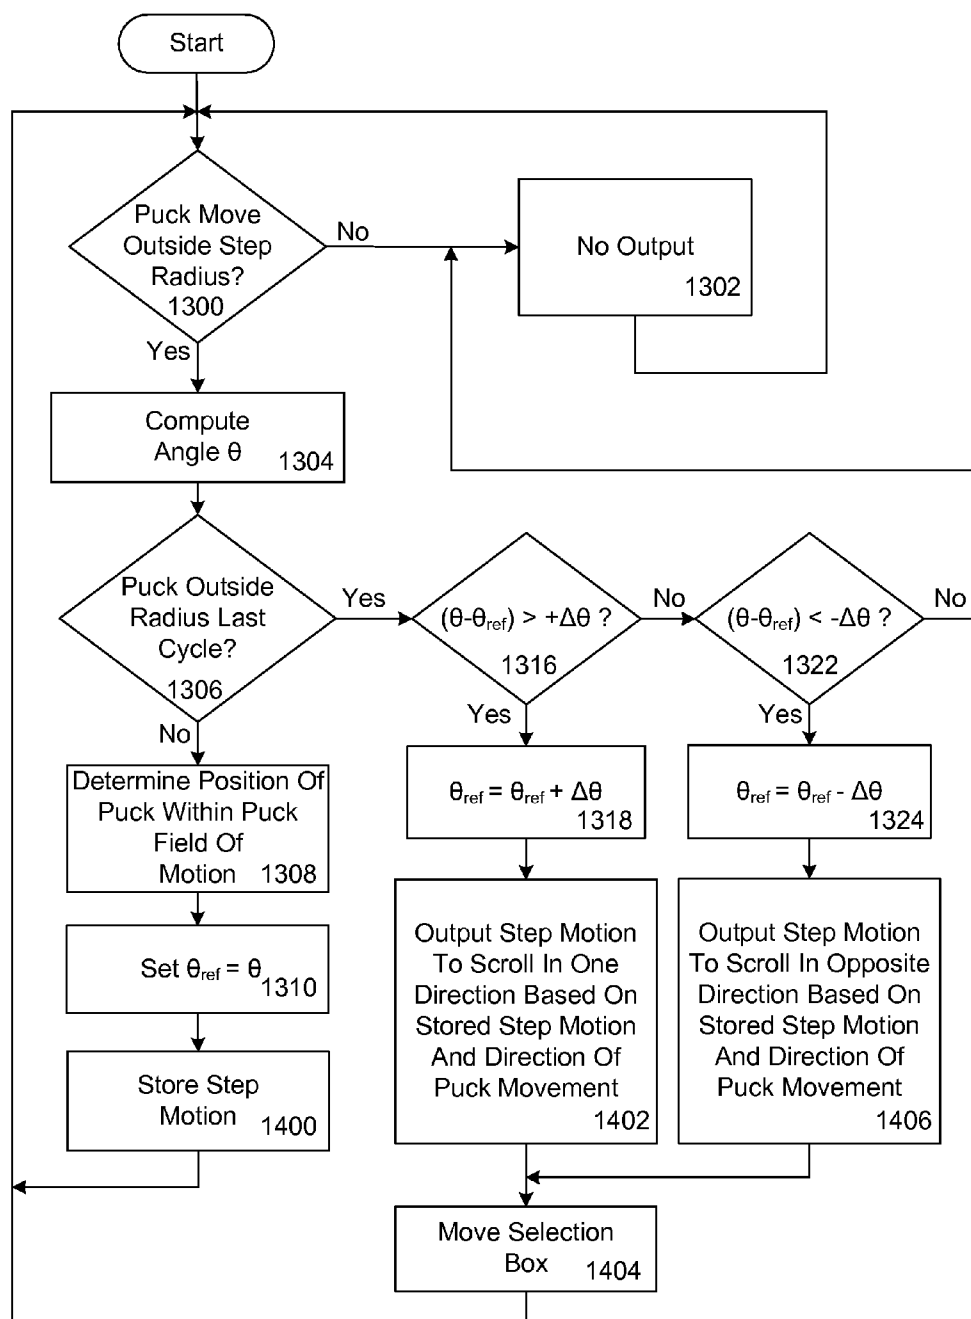 Start
Puck Move
Outside Step
Radius?
1300
No
No Output
1302
Yes
Compute
Angle θ
1304
Puck Outside
Radius Last
Cycle?
1306
Yes
(θ-θref) > +Δθ ?
1316
No
(θ-θref) < -Δθ ?
1322
No
No
Yes
Yes
Determine Position Of
Puck Within Puck
Field Of
Motion
1308
θref = θref + Δθ
1318
θref = θref - Δθ
1324
Set θref = θ
1310
Output Step Motion
To Scroll In One
Direction Based On
Stored Step Motion
And Direction Of
Puck Movement
1402
Output Step Motion
To Scroll In Opposite
Direction Based On
Stored Step Motion
And Direction Of
Puck Movement
1406
Store Step
Motion
1400
Move Selection
Box
1404